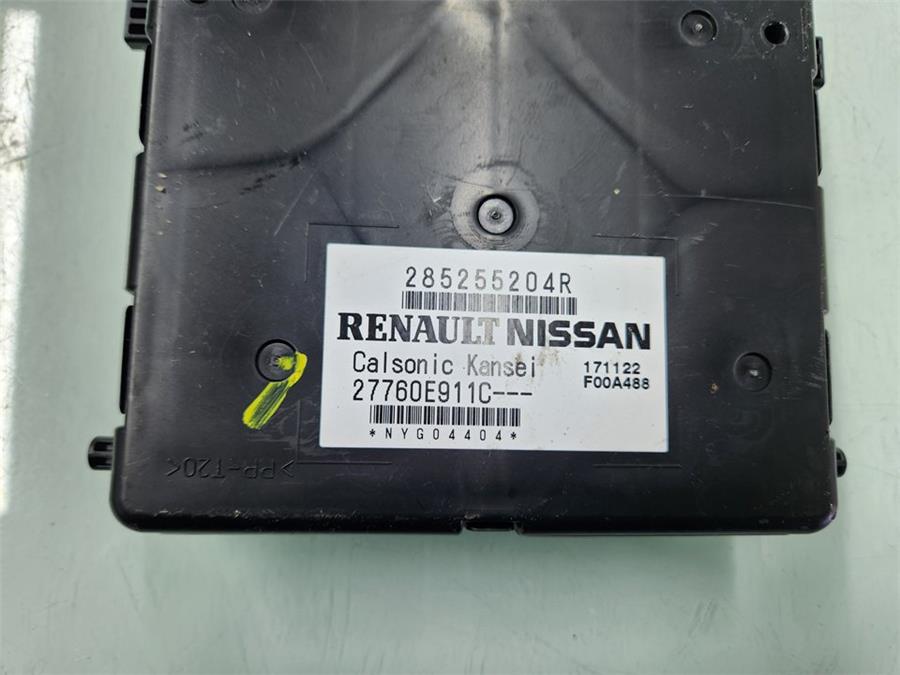 285255204R
RENAULT NISSAN
Calsonic Kansei 171122
27760E911C--- F00A488
*NYG04404*
>PP-T20<